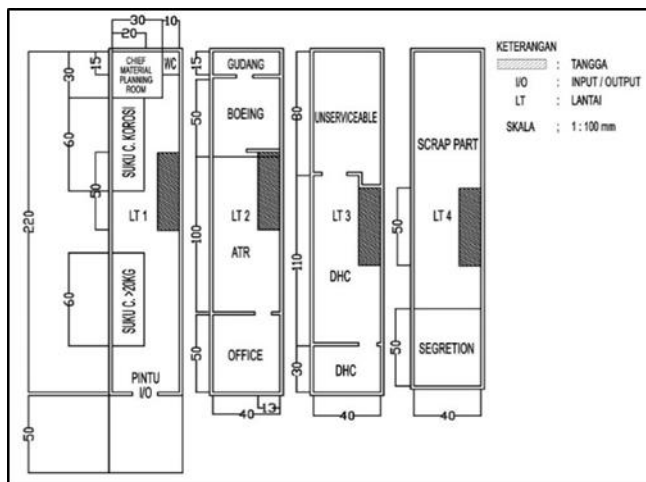 30
10
20
15
30
CHIEF
MATERIAL
PLANNING
ROOM
WC
60
SUKU C. KOROSI
50
220
LT 1
60
SUKU C. >20KG
PINTU
I/O
50
15
GUDANG
50
BOEING
LT 2
100
ATR
50
OFFICE
13
40
80
UNSERVICEABLE
LT 3
110
DHC
30
DHC
40
SCRAP PART
50
LT 4
50
SEGRETION
40
KETERANGAN
: TANGGA
I/O : INPUT / OUTPUT
LT : LANTAI
SKALA ; 1 : 100 mm